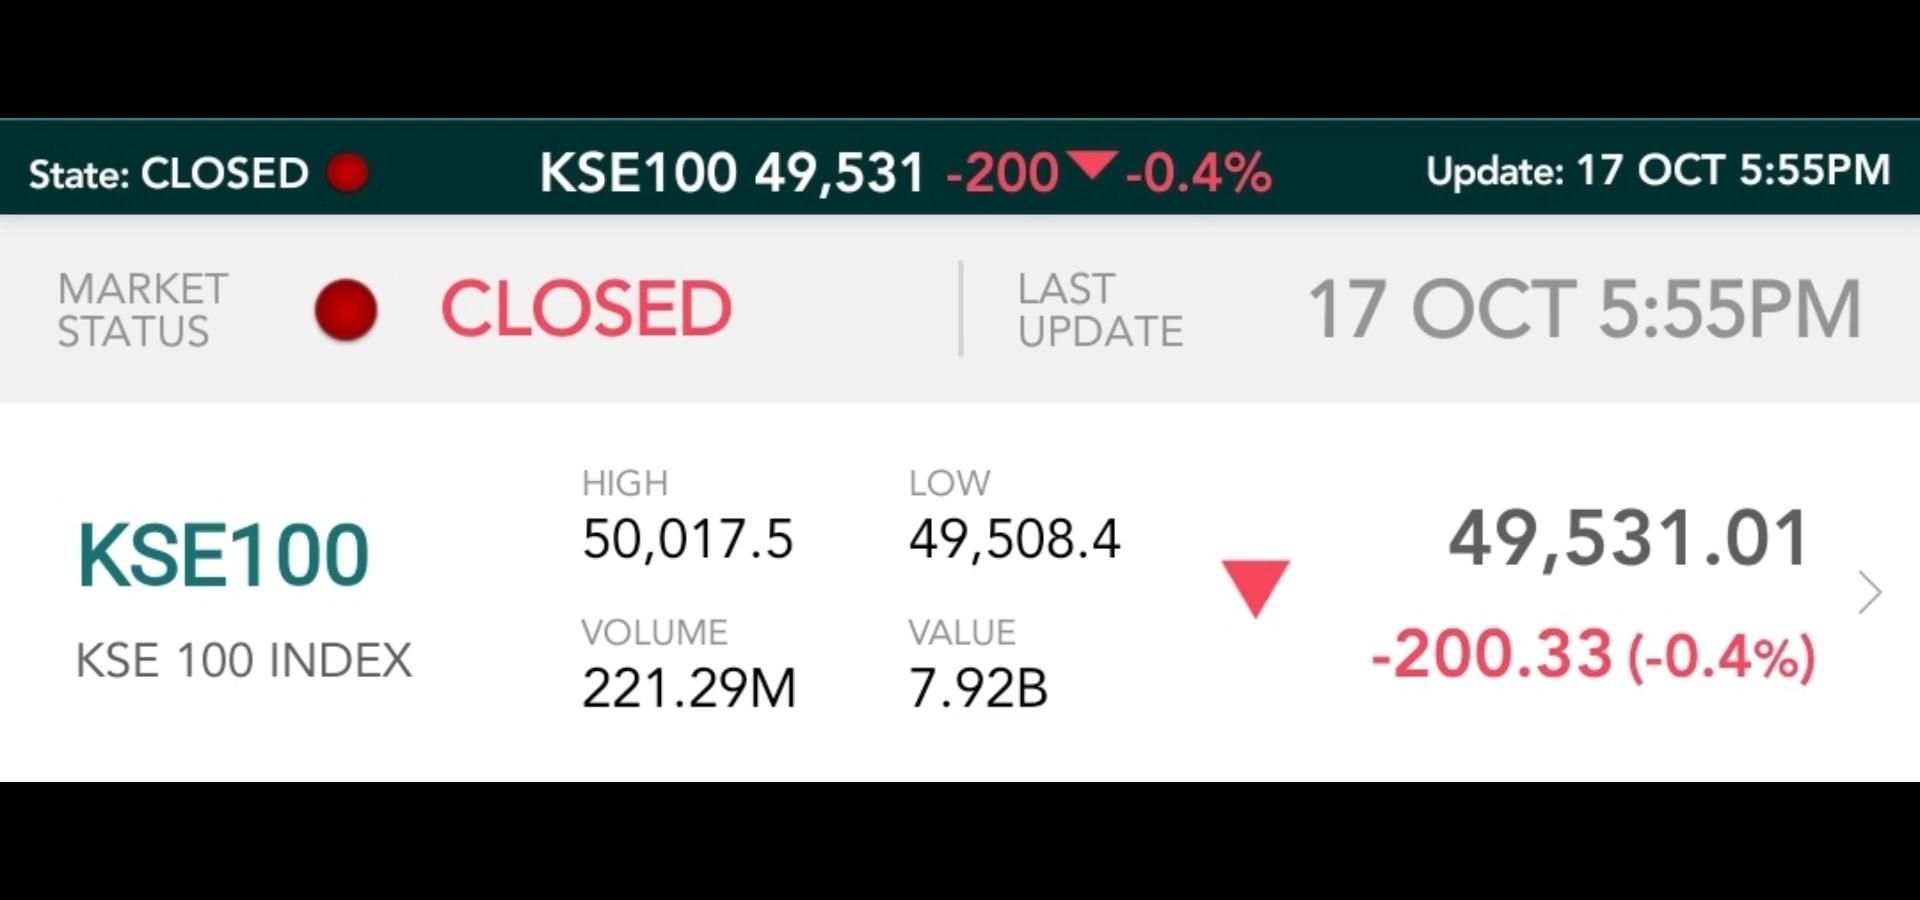 State: CLOSED KSE100 49,531 -200 -0.4% Update: 17 OCT 5:55PM
MARKET STATUS CLOSED LAST UPDATE 17 OCT 5:55PM
KSE100
KSE 100 INDEX
HIGH
50,017.5
LOW
49,508.4
VOLUME
221.29M
VALUE
7.92B
49,531.01
-200.33 (-0.4%)